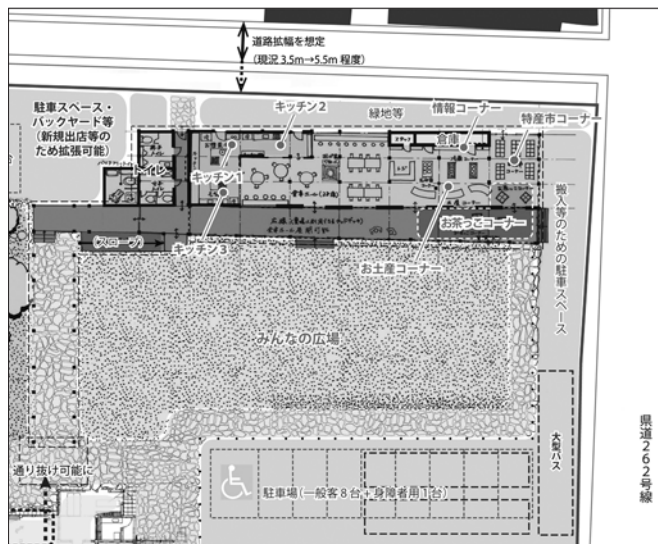 道路拡幅を想定
(現況3.5m→5.5m程度)
駐車スペース・
バックヤード等
(新規出店等の
ため拡張可能)
キッチン2
緑地等
情報コーナー
特産市コーナー
倉庫
トイレ
キッチン1
(スロープ)
キッチン3
お茶っこコーナー
お土産コーナー
搬入等のための駐車スペース
みんなの広場
大型バス
県道262号線
通り抜け可能に
駐車場(一般客8台+身障者用1台)
台